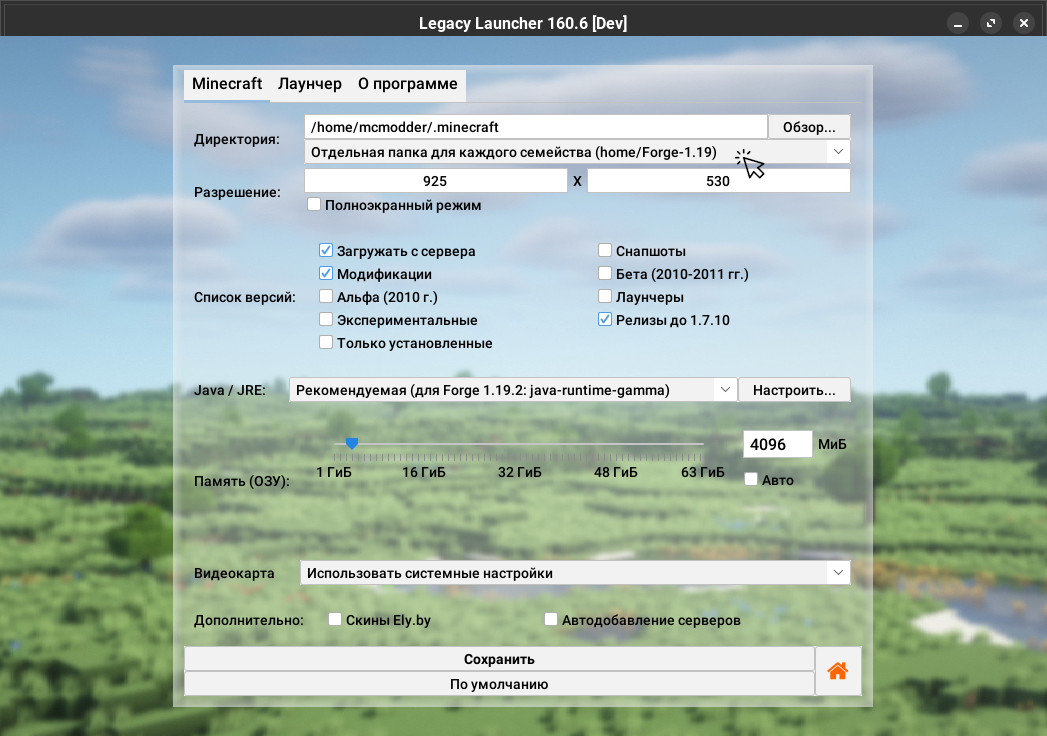 Legacy Launcher 160.6 [Dev]
Minecraft Лаунчер О программе
Директория:
/home/mcmodder/.minecraft Обзор...
Отдельная папка для каждого семейства (home/Forge-1.19)
Разрешение:
925 X 530
Полноэкранный режим
Список версий:
Загружать с сервера Снапшоты
Модификации Бета (2010-2011 гг.)
Альфа (2010 г.) Лаунчеры
Экспериментальные Релизы до 1.7.10
Только установленные
Java / JRE: Рекомендуемая (для Forge 1.19.2: java-runtime-gamma) Настроить...
Память (ОЗУ):
4096 МиБ
1 ГиБ 16 ГиБ 32 ГиБ 48 ГиБ 63 ГиБ
Авто
Видеокарта Использовать системные настройки
Дополнительно: Скины Ely.by Автодобавление серверов
Сохранить
По умолчанию